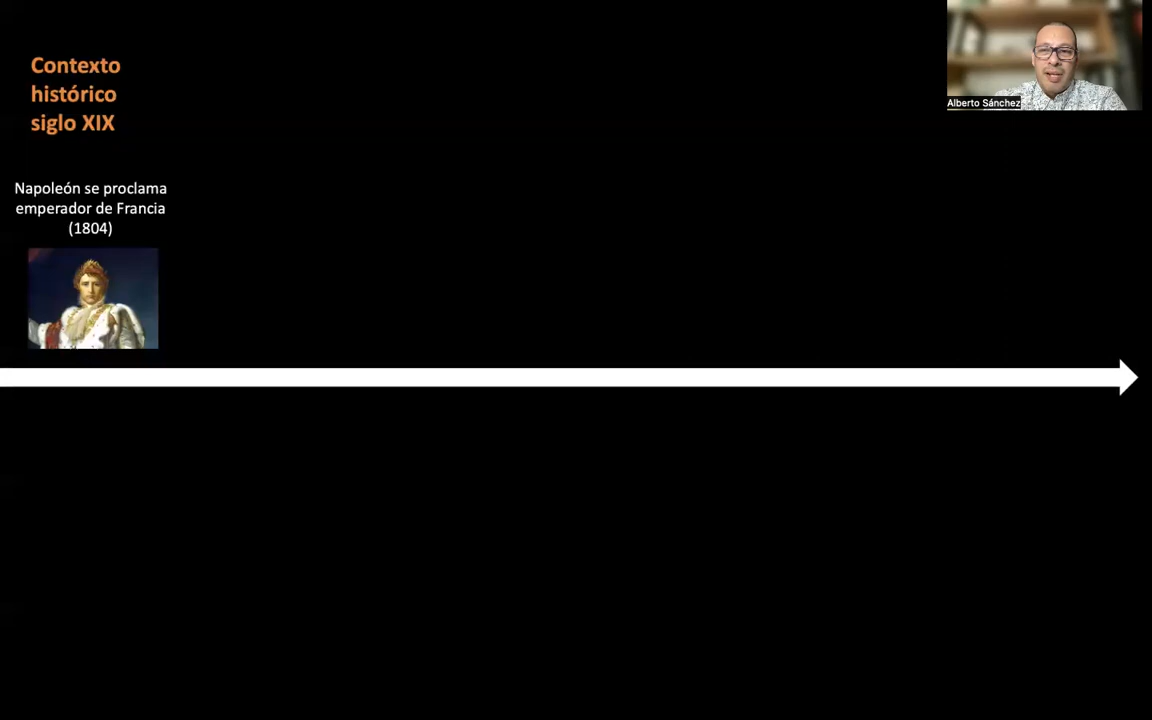 Contexto
histórico
siglo XIX
Alberto Sánchez
Napoleón se proclama
emperador de Francia
(1804)